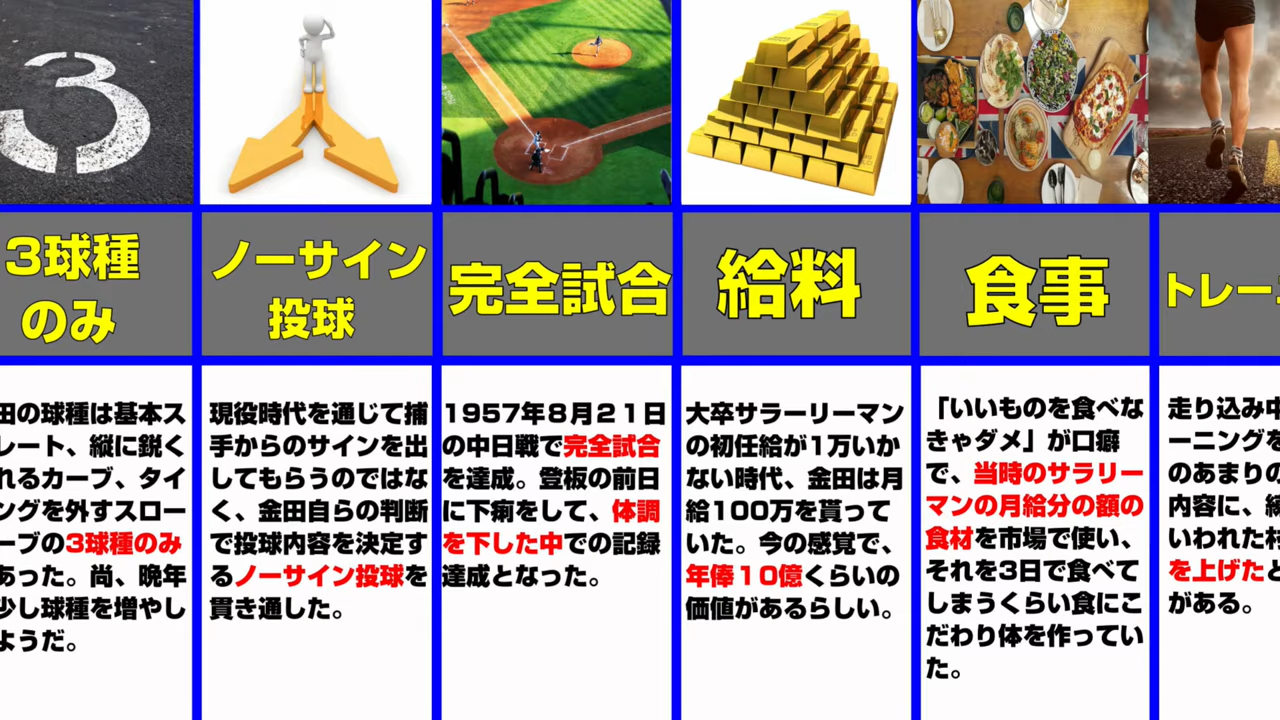 3
3球種
のみ
田の球種は基本ス
レート、縦に鋭く
れるカーブ、タイ
ングを外すスロー
ーブの3球種のみ
あった。尚、晩年
少し球種を増やし
ようだ。
ノーサイン
投球
現役時代を通じて捕
手からのサインを出
してもらうのではな
く、金田自らの判断
で投球内容を決定す
るノーサイン投球を
貫き通した。
完全試合
1957年8月21日
の中日戦で完全試合
を達成。登板の前日
に下痢をして、体調
を下した中での記録
達成となった。
給料
大卒サラーリーマン
の初任給が1万いか
ない時代、金田は月
給100万を貰って
いた。今の感覚で、
年俸10億くらいの
価値があるらしい。
食事
「いいものを食べな
きゃダメ」が口癖
で、当時のサラリー
マンの月給分の額の
食材を市場で使い、
それを3日で食べて
しまうくらい食にこ
だわり体を作ってい
た。
トレー
走り込み中
ーニングを
のあまりの
内容に、練
いわれた村
を上げたと
がある。